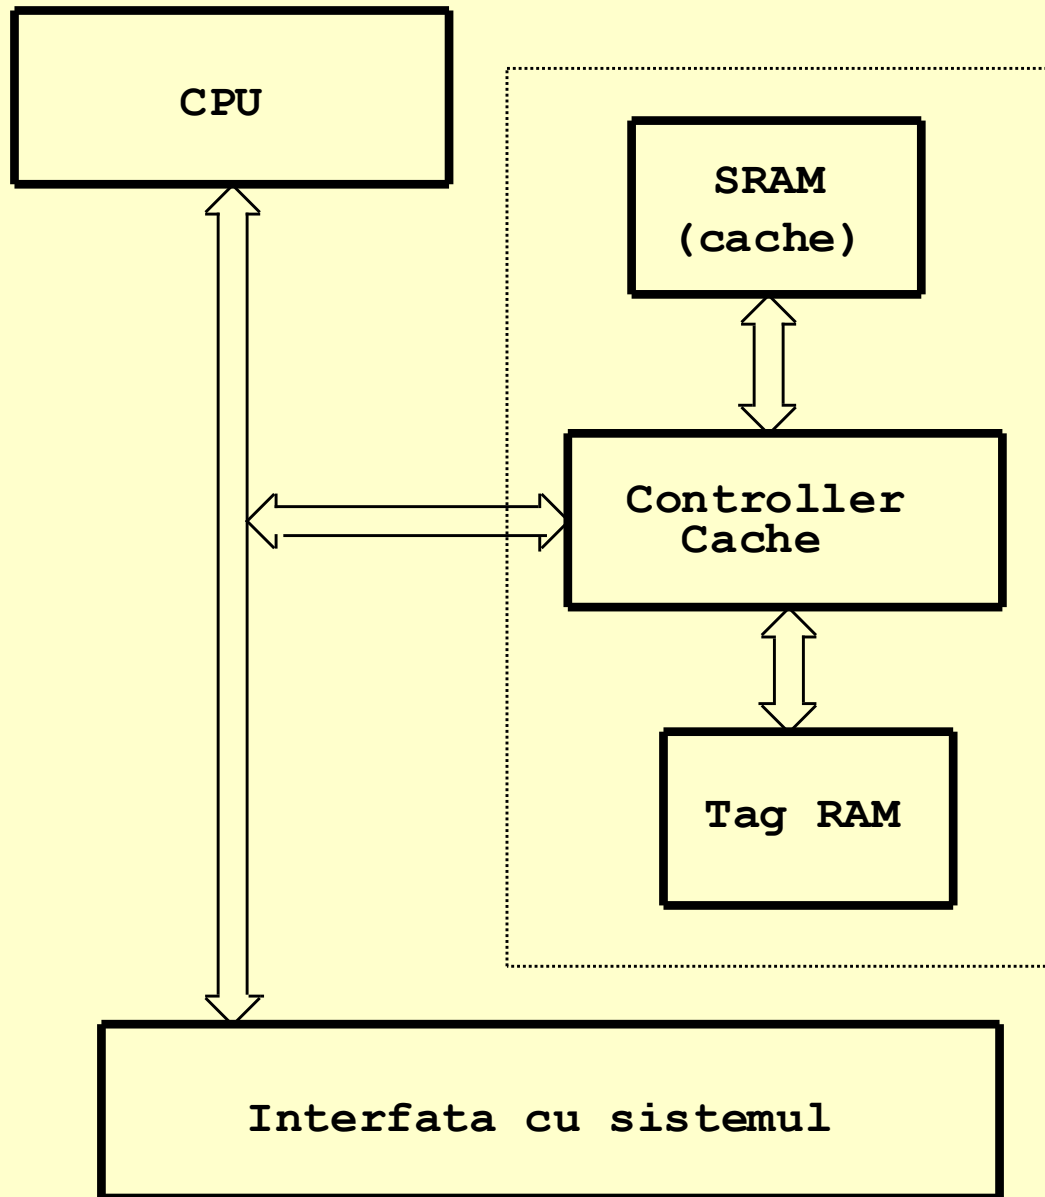 CPU
SRAM
(cache)
Controller
Cache
Tag RAM
Interfata cu sistemul